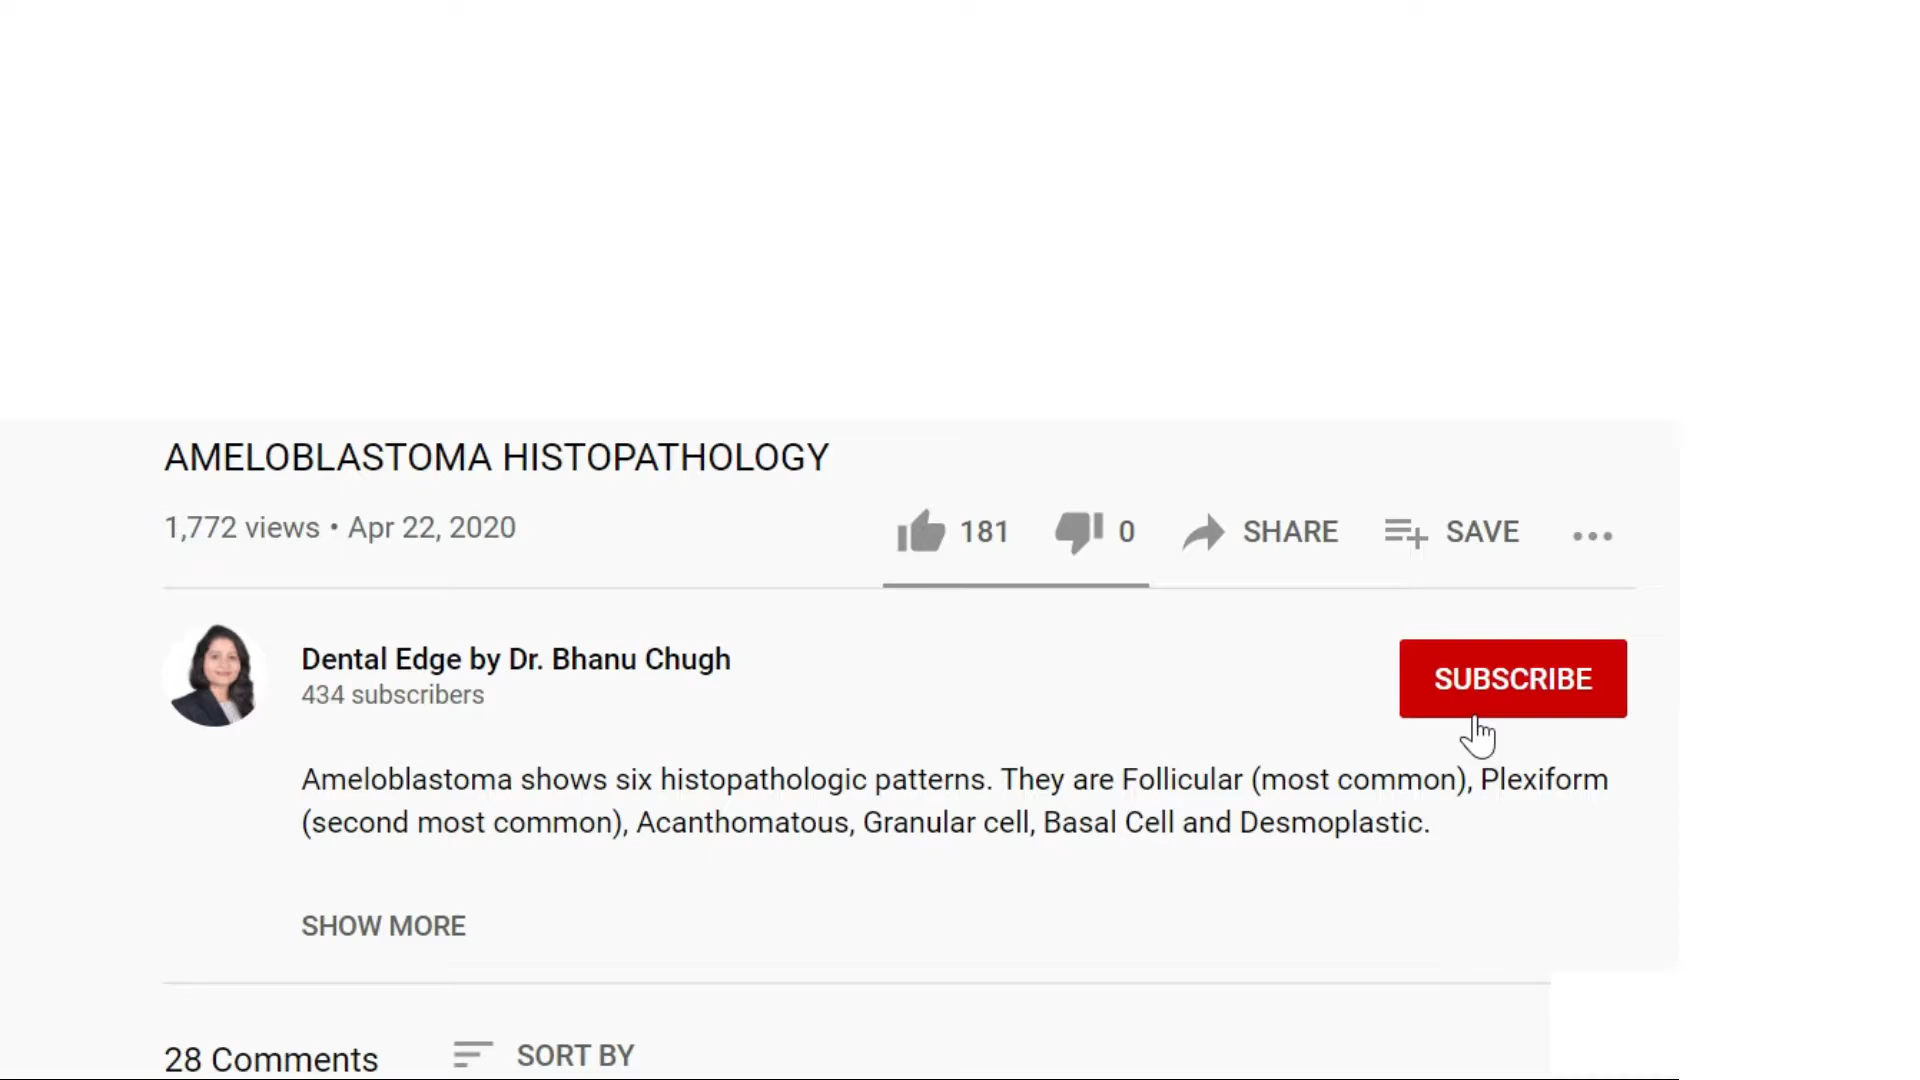 AMELOBLASTOMA HISTOPATHOLOGY
1,772 views • Apr 22, 2020
181 0 SHARE SAVE
Dental Edge by Dr. Bhanu Chugh
434 subscribers
SUBSCRIBE
Ameloblastoma shows six histopathologic patterns. They are Follicular (most common), Plexiform
(second most common), Acanthomatous, Granular cell, Basal Cell and Desmoplastic.
SHOW MORE
28 Comments SORT BY